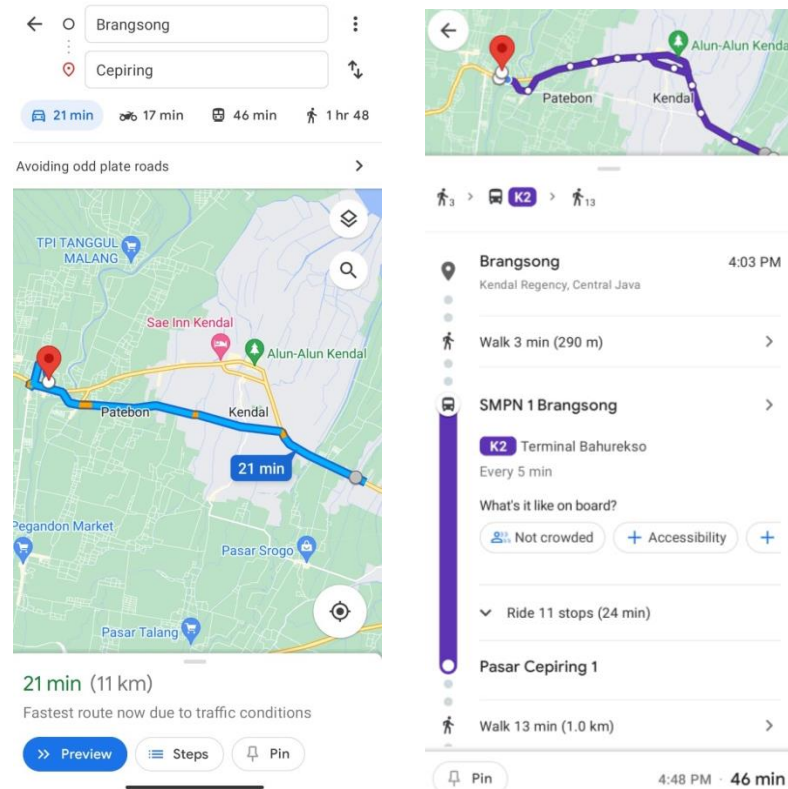 Brangsong
Cepiring
21 min
17 min
46 min
1 hr 48
Avoiding odd plate roads
TPI TANGGUL
MALANG
Sae Inn Kendal
Alun-Alun Kendal
Patebon
Kendal
21 min
Pegandon Market
Pasar Srogo
Pasar Talang
21 min (11 km)
Fastest route now due to traffic conditions
Preview
Steps
Pin
Alun-Alun Kenda
Patebon
Kendal
3 > K2 > 13
Brangsong 4:03 PM
Kendal Regency, Central Java
Walk 3 min (290 m)
SMPN 1 Brangsong
K2 Terminal Bahurekso
Every 5 min
What's it like on board?
Not crowded
+ Accessibility
+
Ride 11 stops (24 min)
Pasar Cepiring 1
Walk 13 min (1.0 km)
Pin
4:48 PM · 46 min